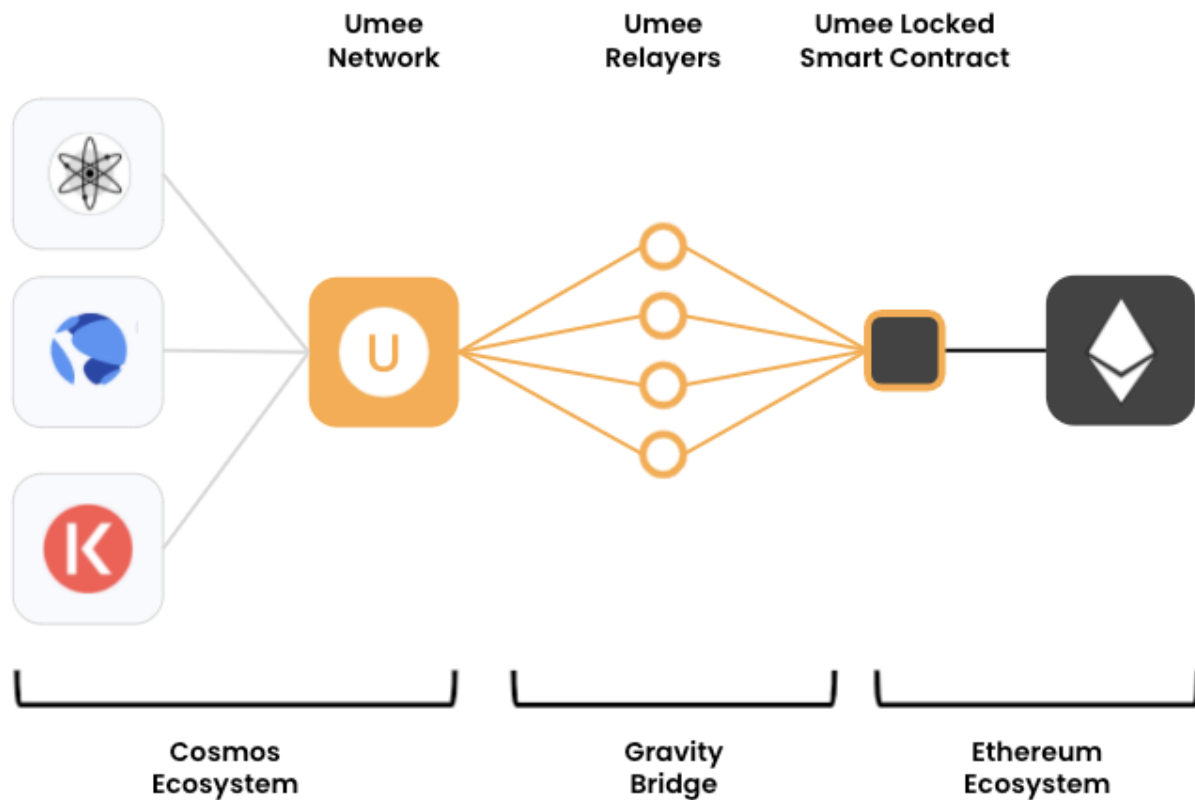 Umee
Network
Umee
Relayers
Umee Locked
Smart Contract
U
K
Cosmos
Ecosystem
Gravity
Bridge
Ethereum
Ecosystem